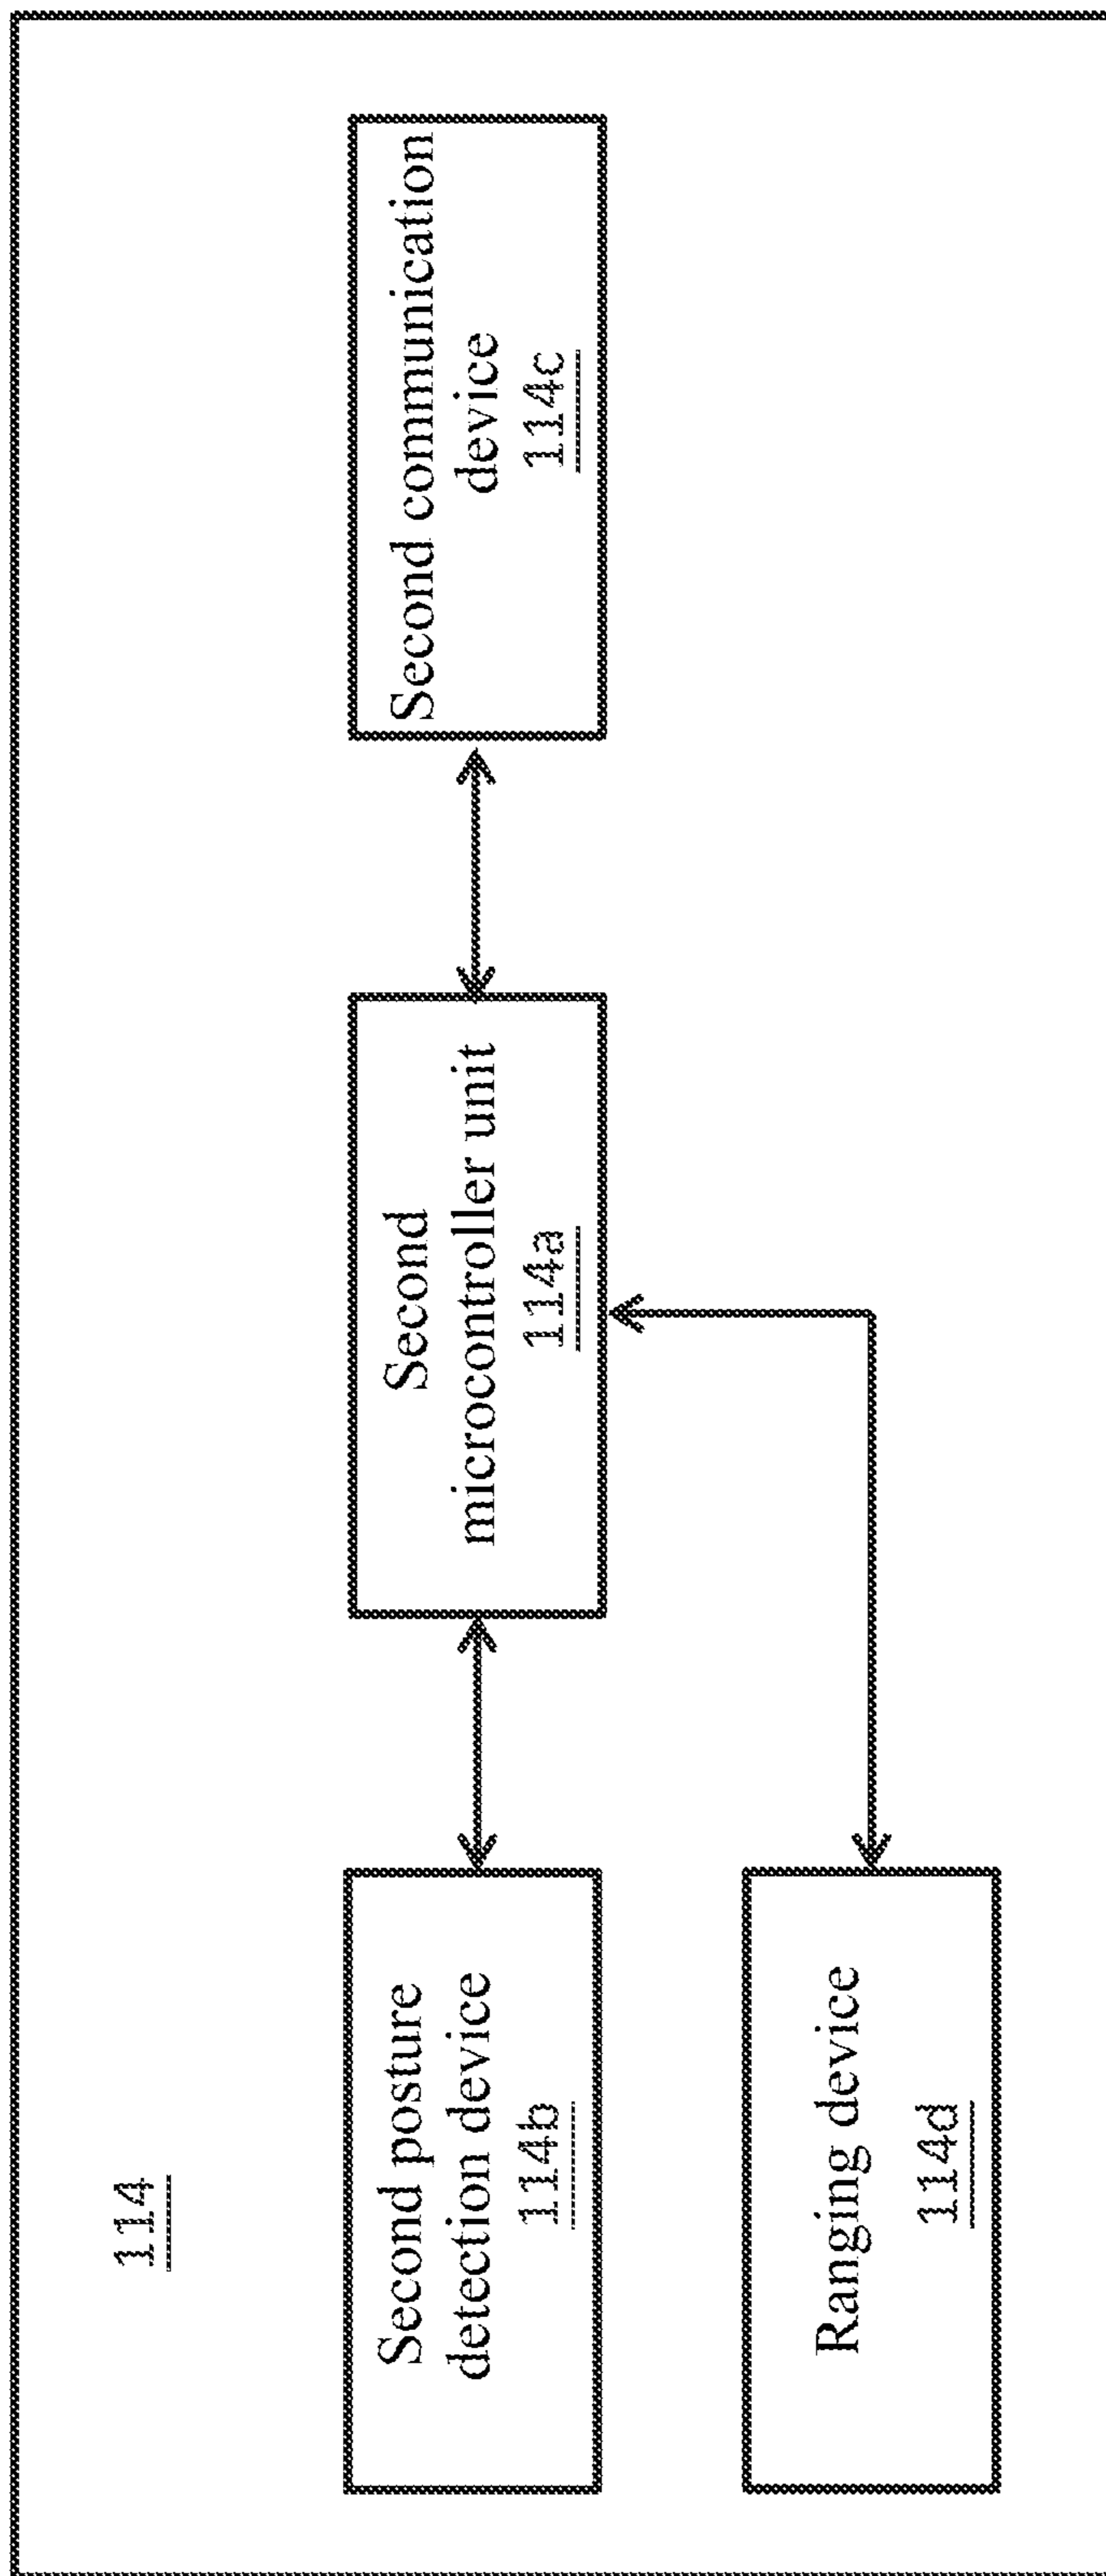 114
Second posture
detection device
114b
Second
microcontroller unit
114a
Second communication
device
114c
Ranging device
114d